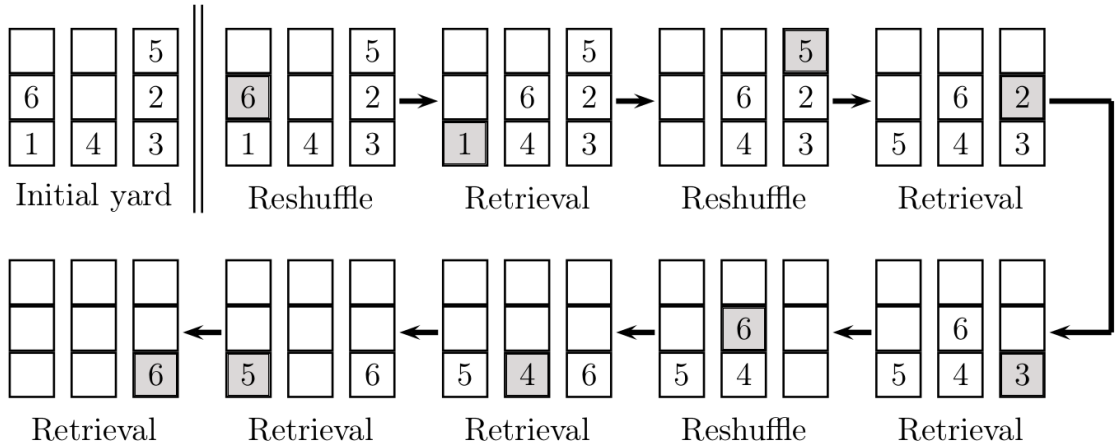 5 5 5 5
6 2 6 2 6 2 6 2 6 2
1 4 3 1 4 3 1 4 3 4 3 5 4 3
Initial yard Reshuffle Retrieval Reshuffle Retrieval
6 6
6 5 6 5 4 6 5 4 5 4 3
Retrieval Retrieval Retrieval Reshuffle Retrieval